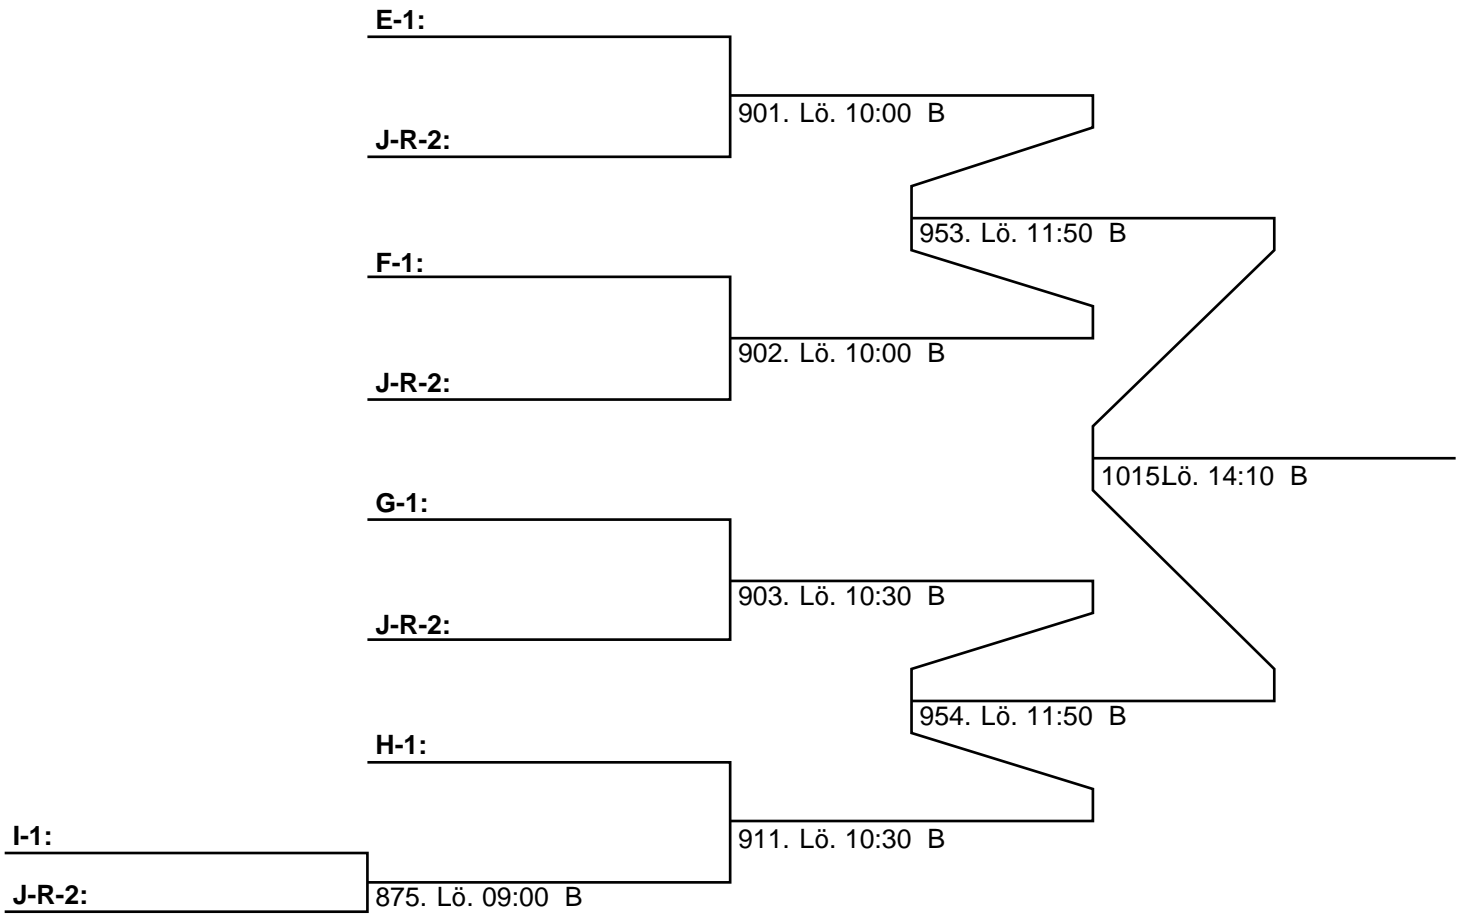 E-1:
901. Lö. 10:00 B
J-R-2:
953. Lö. 11:50 B
F-1:
902. Lö. 10:00 B
J-R-2:
1015.Lö. 14:10 B
G-1:
903. Lö. 10:30 B
J-R-2:
954. Lö. 11:50 B
H-1:
I-1:
911. Lö. 10:30 B
J-R-2:
875. Lö. 09:00 B